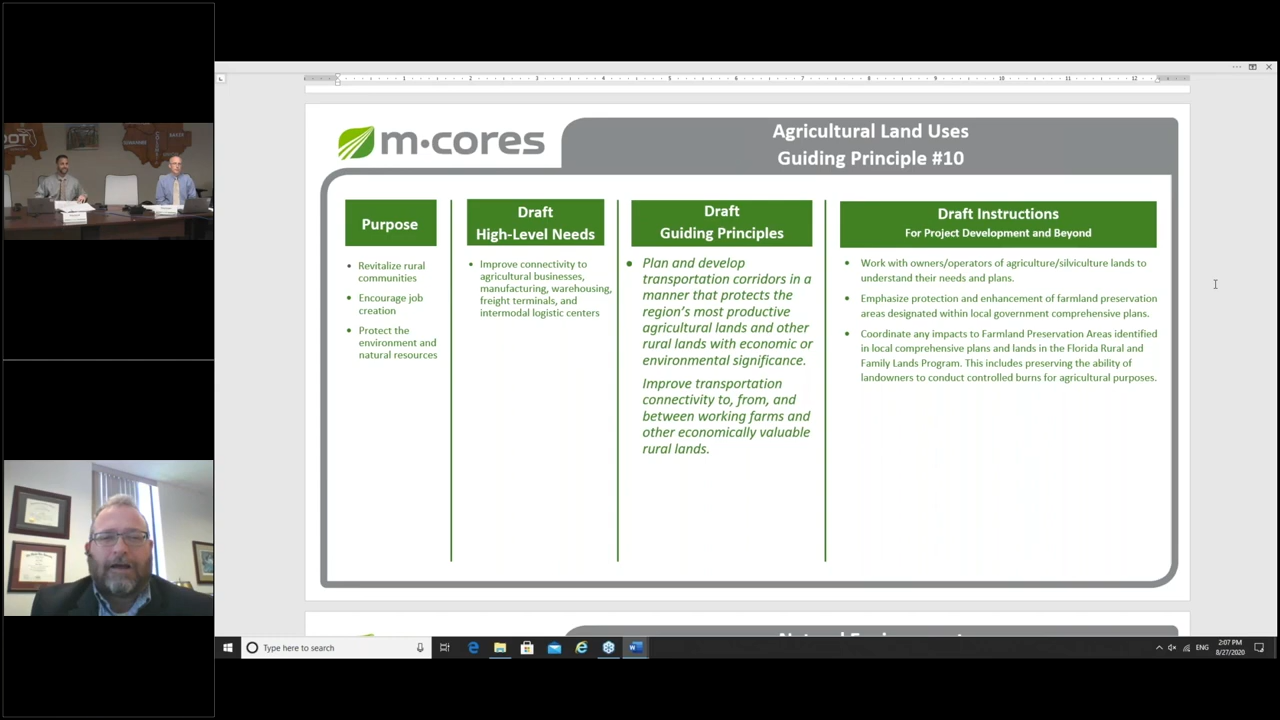 m·cores
Agricultural Land Uses
Guiding Principle #10
Purpose
• Revitalize rural
communities
• Encourage job
creation
• Protect the
environment and
natural resources
Draft
High-Level Needs
• Improve connectivity to
agricultural businesses,
manufacturing, warehousing,
freight terminals, and
intermodal logistic centers
Draft
Guiding Principles
• Plan and develop
transportation corridors in a
manner that protects the
region's most productive
agricultural lands and other
rural lands with economic or
environmental significance.
Improve transportation
connectivity to, from, and
between working farms and
other economically valuable
rural lands.
Draft Instructions
For Project Development and Beyond
• Work with owners/operators of agriculture/silviculture lands to
understand their needs and plans.
• Emphasize protection and enhancement of farmland preservation
areas designated within local government comprehensive plans.
• Coordinate any impacts to Farmland Preservation Areas identified
in local comprehensive plans and lands in the Florida Rural and
Family Lands Program. This includes preserving the ability of
landowners to conduct controlled burns for agricultural purposes.
Type here to search
ENG
2:07 PM
8/27/2020